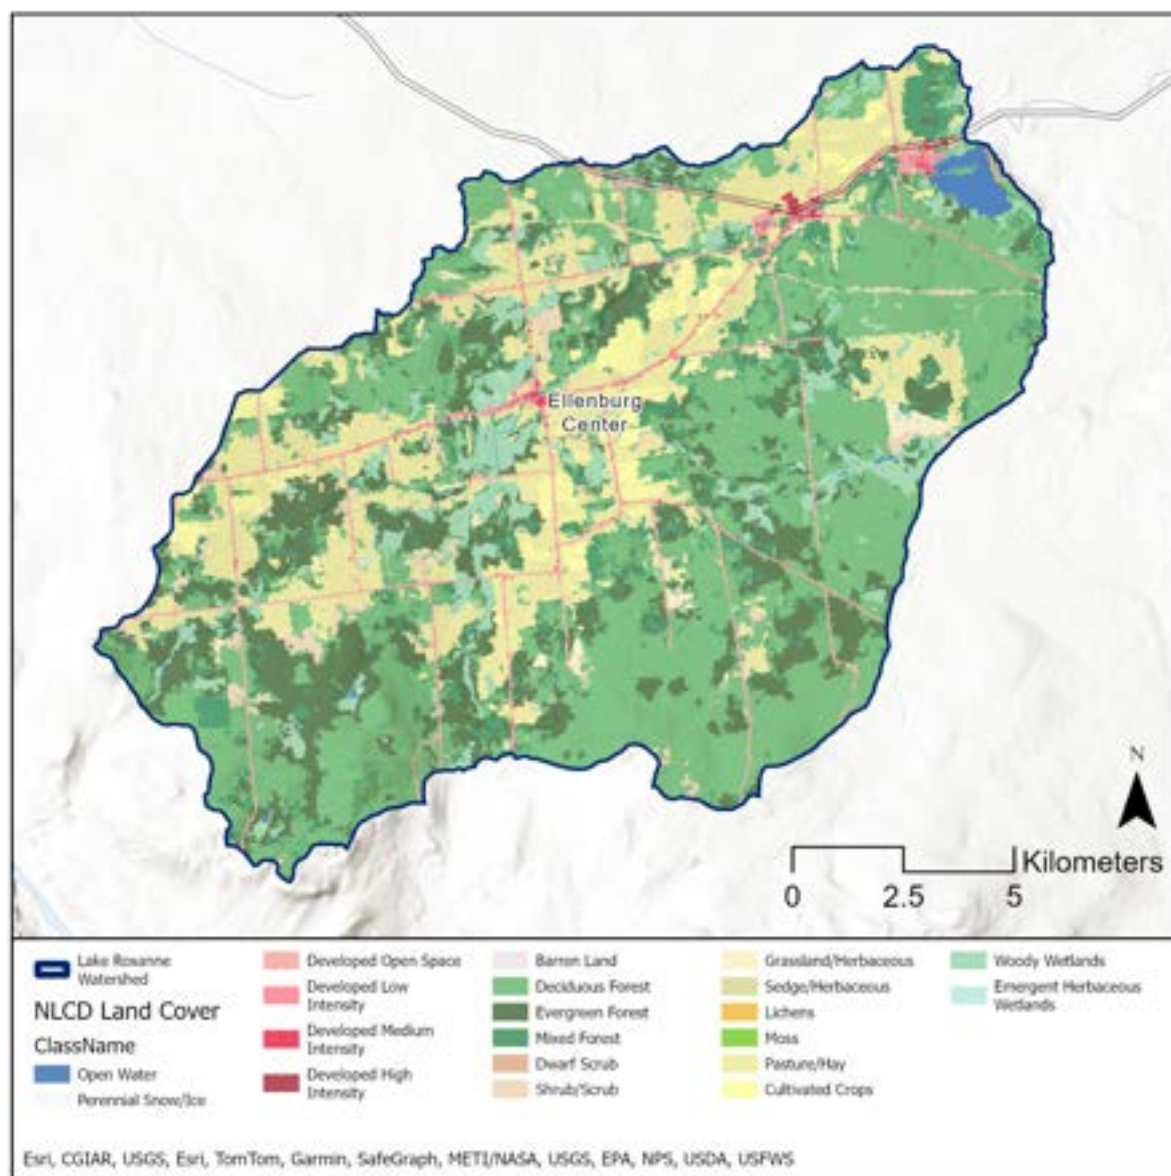 Ellenburg
Center
N
Kilometers
0 2.5 5
Lake Roxanne
Watershed
NLCD Land Cover
ClassName
Open Water
Perennial Snow/Ice
Developed Open Space
Developed Low
Intensity
Developed Medium
Intensity
Developed High
Intensity
Barren Land
Deciduous Forest
Evergreen Forest
Mixed Forest
Dwarf Scrub
Shrub/Scrub
Grassland/Herbaceous
Sedge/Herbaceous
Lichens
Moss
Pasture/Hay
Cultivated Crops
Woody Wetlands
Emergent Herbaceous
Wetlands
Esri, CGIAR, USGS, Esri, TomTom, Garmin, SafeGraph, METI/NASA, USGS, EPA, NPS, USDA, USFWS